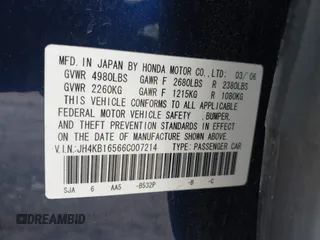 MFD. IN JAPAN BY HONDA MOTOR CO.,LTD. 03/06
GVWR 4980LBS GAWR F 2680LBS R 2380LBS
GVWR 2260KG GAWR F 1215KG R 1080KG
THIS VEHICLE CONFORMS TO ALL APPLICABLE
FEDERAL MOTOR VEHICLE SAFETY, BUMPER,
AND THEFT PREVENTION STANDARDS IN EFFECT
ON THE DATE OF MANUFACTURE SHOWN ABOVE.
V.I.N.:JH4KB16566C007214 TYPE: PASSENGER CAR
SJA 6 AA5 -B532P -B -C
DREAMBID